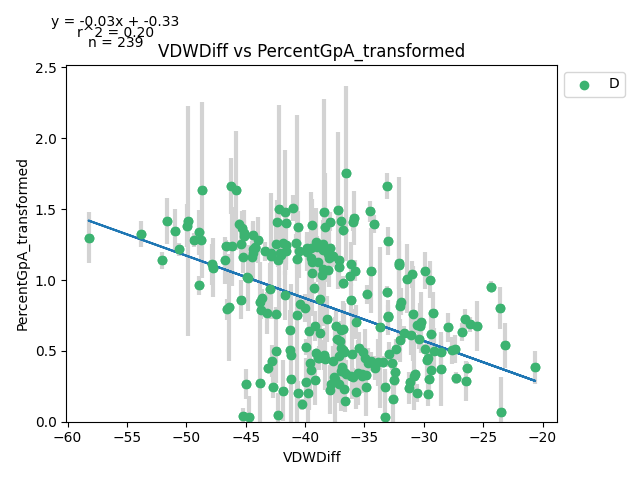 y = -0.03x + -0.33
r^2 = 0.20
n = 239
VDWDiff vs PercentGpA_transformed
D
2.5
2.0
1.5
1.0
0.5
0.0
PercentGpA_transformed
−60 −55 −50 −45 −40 −35 −30 −25 −20
VDWDiff